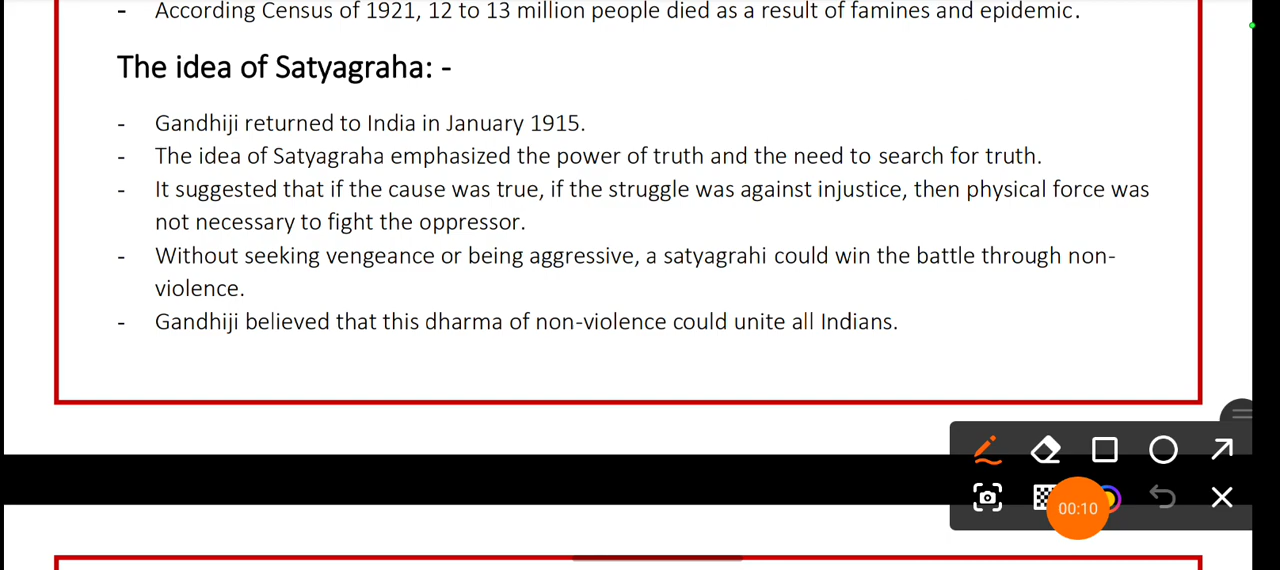 - According Census of 1921, 12 to 13 million people died as a result of famines and epidemic.
The idea of Satyagraha: -
- Gandhiji returned to India in January 1915.
- The idea of Satyagraha emphasized the power of truth and the need to search for truth.
- It suggested that if the cause was true, if the struggle was against injustice, then physical force was
not necessary to fight the oppressor.
- Without seeking vengeance or being aggressive, a satyagrahi could win the battle through non-
violence.
- Gandhiji believed that this dharma of non-violence could unite all Indians.
00:10